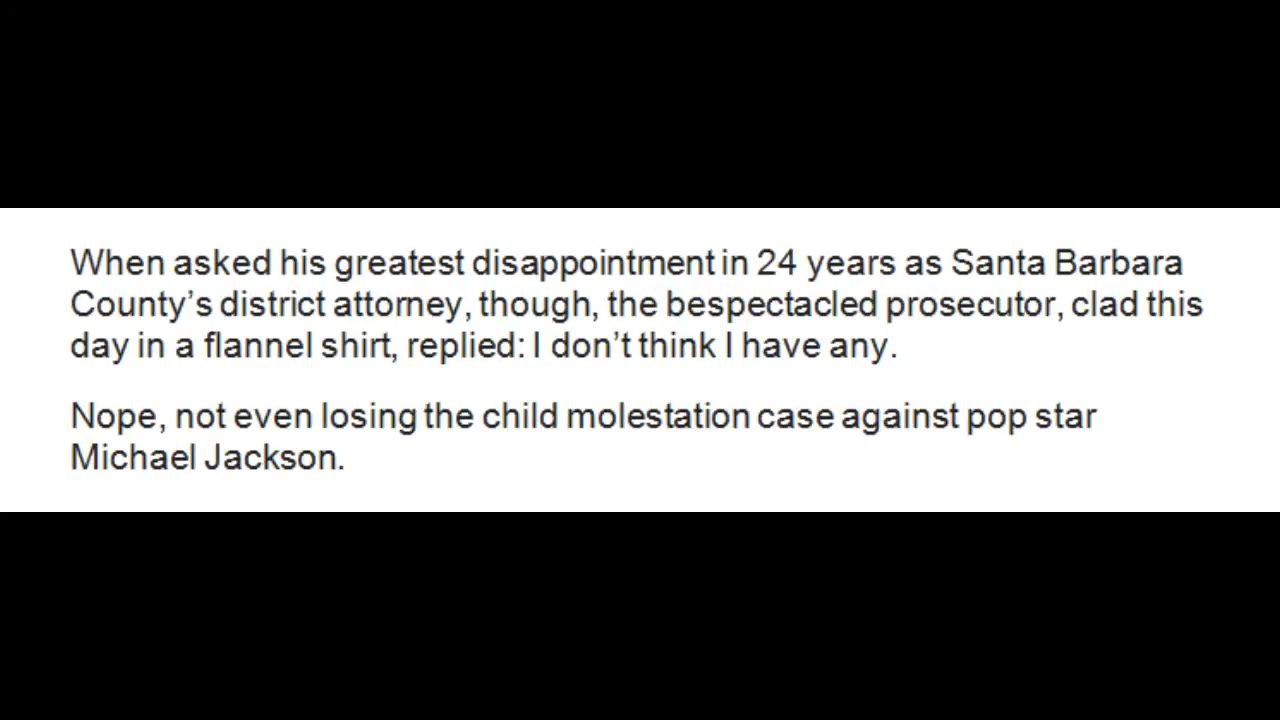 When asked his greatest disappointment in 24 years as Santa Barbara
County’s district attorney, though, the bespectacled prosecutor, clad this
day in a flannel shirt, replied: I don’t think I have any.
Nope, not even losing the child molestation case against pop star
Michael Jackson.